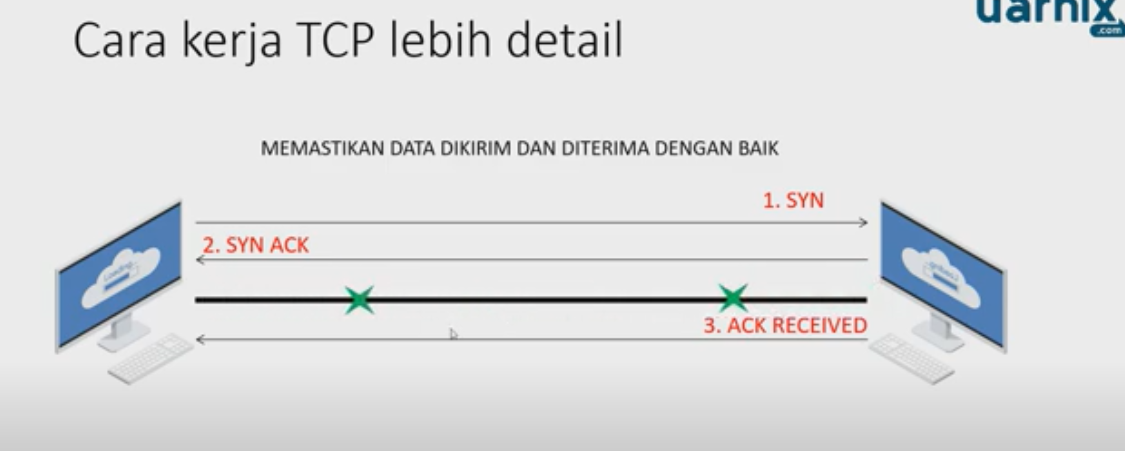 uarnix
.com
Cara kerja TCP lebih detail
MEMASTIKAN DATA DIKIRIM DAN DITERIMA DENGAN BAIK
1. SYN
2. SYN ACK
3. ACK RECEIVED
Loading